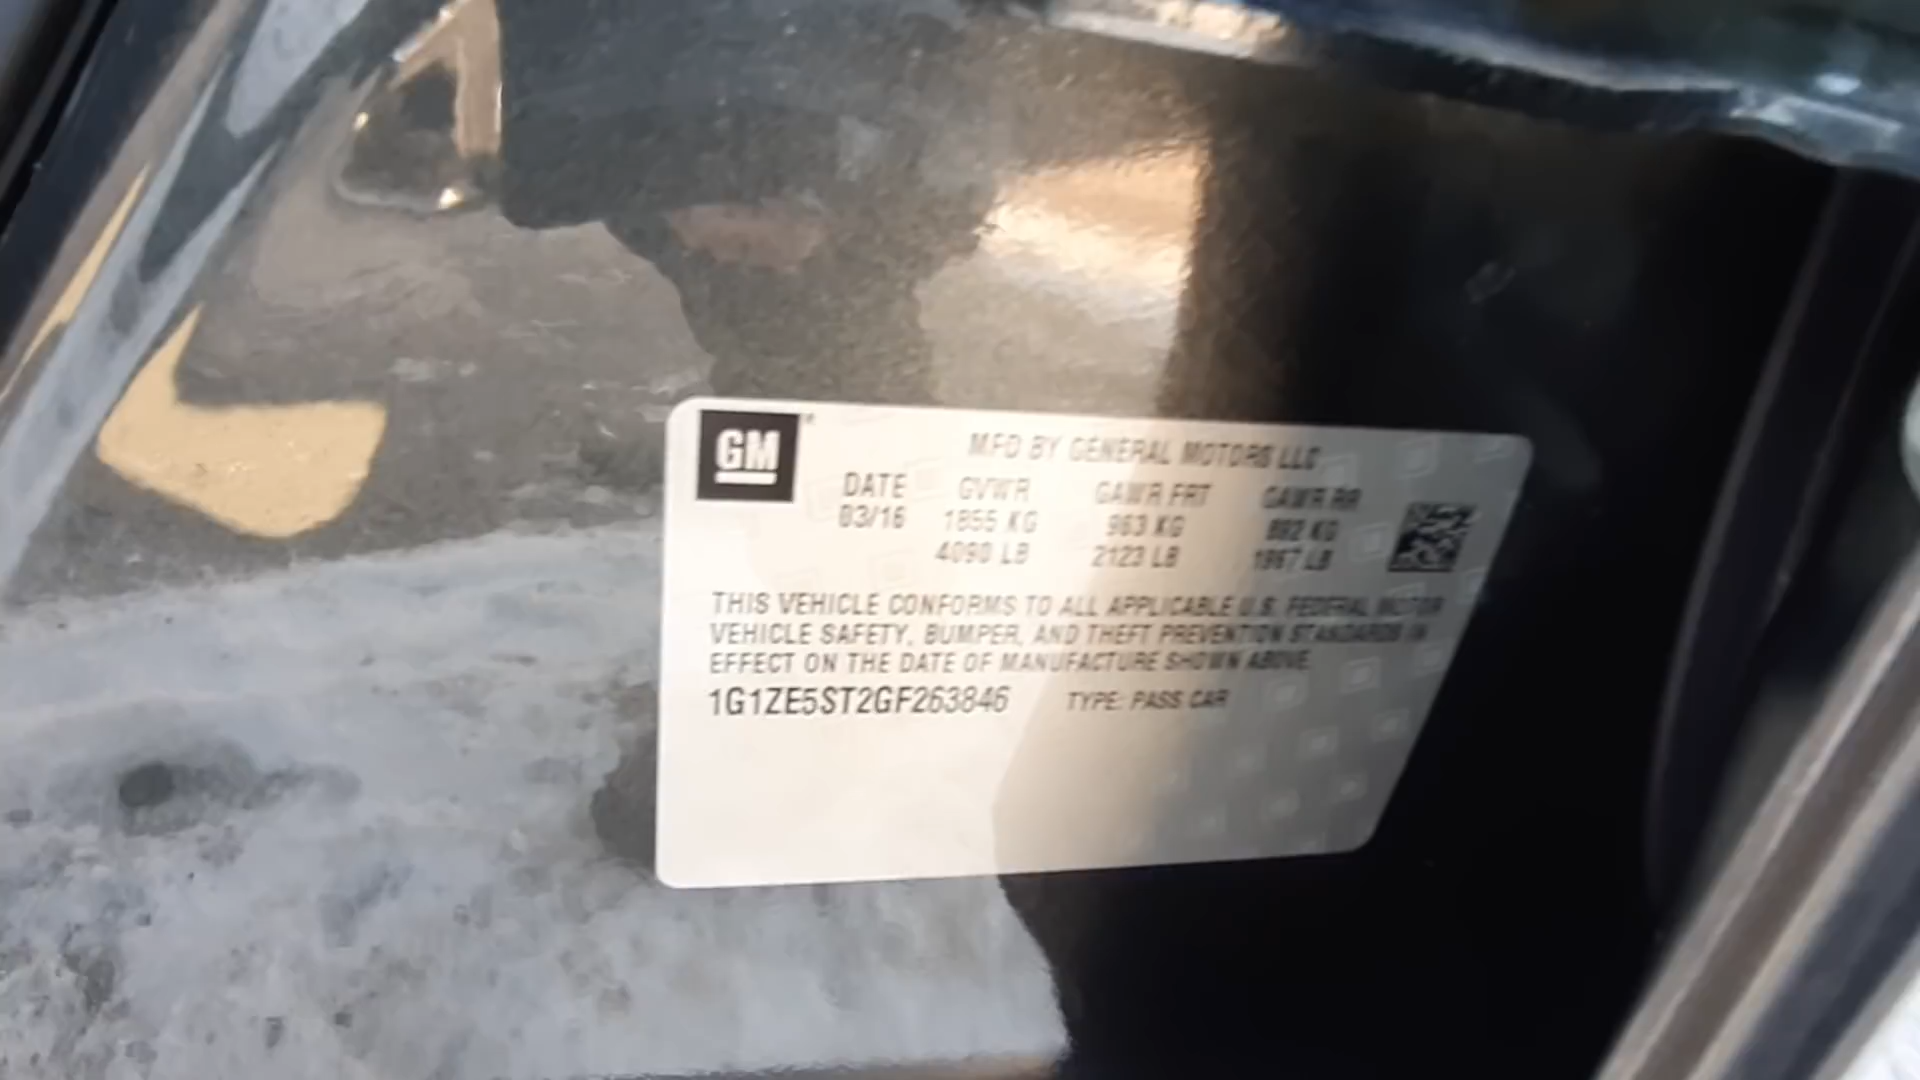 GM
MFD BY GENERAL MOTORS LLC
DATE GVWR GAWR FRT GAWR RR
03/16 1855 KG 963 KG 892 KG
4090 LB 2123 LB 1967 LB
THIS VEHICLE CONFORMS TO ALL APPLICABLE U.S. FEDERAL MOTOR
VEHICLE SAFETY, BUMPER, AND THEFT PREVENTION STANDARDS IN
EFFECT ON THE DATE OF MANUFACTURE SHOWN ABOVE.
1G1ZE5ST2GF263846 TYPE: PASS CAR